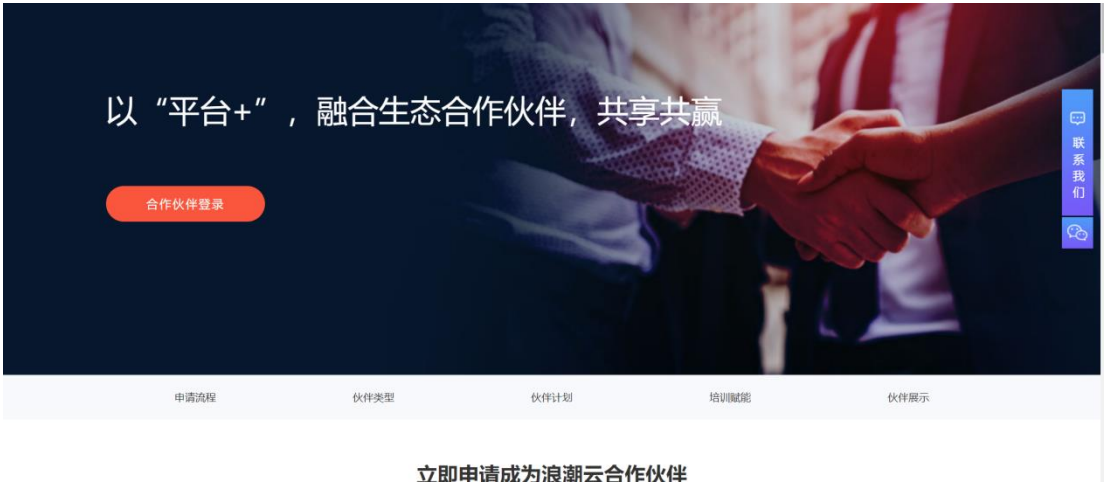 以“平台+”，融合生态合作伙伴，共享共赢
合作伙伴登录
联系我们
申请流程
伙伴类型
伙伴计划
培训赋能
伙伴展示
立即申请成为浪潮云合作伙伴